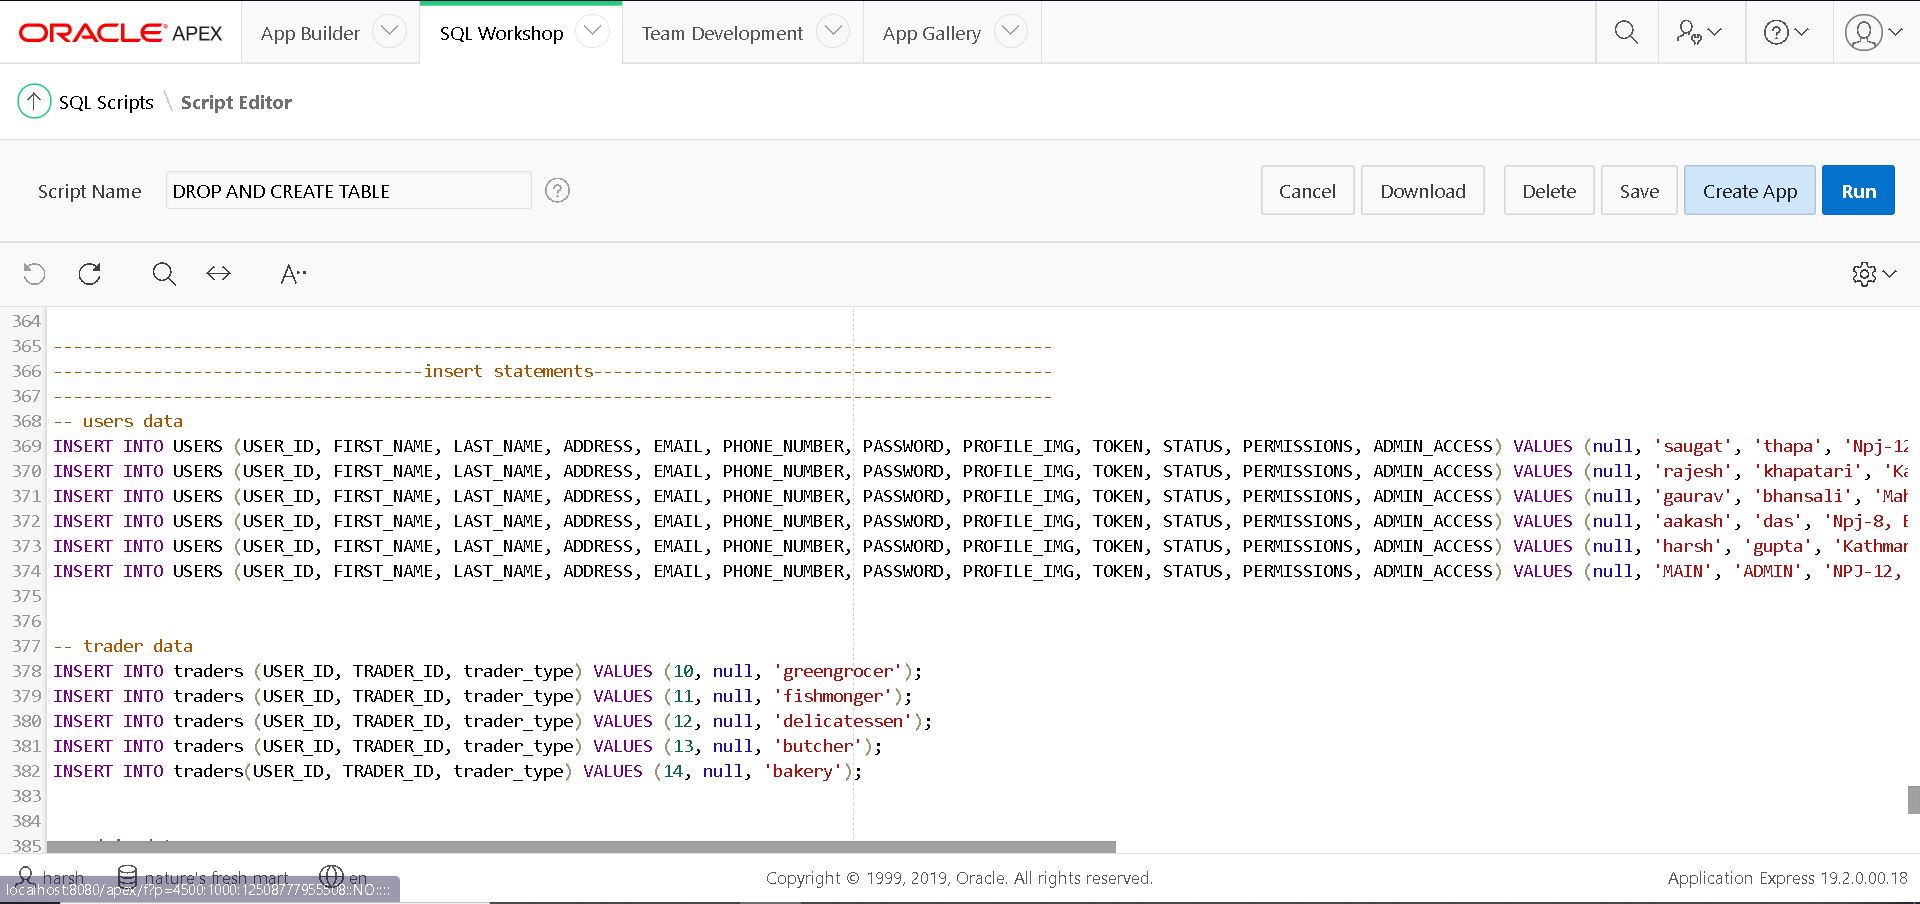 ORACLE APEX App Builder SQL Workshop Team Development App Gallery
SQL Scripts \ Script Editor
Script Name DROP AND CREATE TABLE ? Cancel Download Delete Save Create App Run
A··
364
365 ----------------------------------------------------------------------------------------------------
366 -------------------------------------insert statements----------------------------------------------
367 ----------------------------------------------------------------------------------------------------
368 -- users data
369 INSERT INTO USERS (USER_ID, FIRST_NAME, LAST_NAME, ADDRESS, EMAIL, PHONE_NUMBER, PASSWORD, PROFILE_IMG, TOKEN, STATUS, PERMISSIONS, ADMIN_ACCESS) VALUES (null, 'saugat', 'thapa', 'Npj-12
370 INSERT INTO USERS (USER_ID, FIRST_NAME, LAST_NAME, ADDRESS, EMAIL, PHONE_NUMBER, PASSWORD, PROFILE_IMG, TOKEN, STATUS, PERMISSIONS, ADMIN_ACCESS) VALUES (null, 'rajesh', 'khapatari', 'Ka
371 INSERT INTO USERS (USER_ID, FIRST_NAME, LAST_NAME, ADDRESS, EMAIL, PHONE_NUMBER, PASSWORD, PROFILE_IMG, TOKEN, STATUS, PERMISSIONS, ADMIN_ACCESS) VALUES (null, 'gaurav', 'bhansali', 'Mah
372 INSERT INTO USERS (USER_ID, FIRST_NAME, LAST_NAME, ADDRESS, EMAIL, PHONE_NUMBER, PASSWORD, PROFILE_IMG, TOKEN, STATUS, PERMISSIONS, ADMIN_ACCESS) VALUES (null, 'aakash', 'das', 'Npj-8,
373 INSERT INTO USERS (USER_ID, FIRST_NAME, LAST_NAME, ADDRESS, EMAIL, PHONE_NUMBER, PASSWORD, PROFILE_IMG, TOKEN, STATUS, PERMISSIONS, ADMIN_ACCESS) VALUES (null, 'harsh', 'gupta', 'Kathman
374 INSERT INTO USERS (USER_ID, FIRST_NAME, LAST_NAME, ADDRESS, EMAIL, PHONE_NUMBER, PASSWORD, PROFILE_IMG, TOKEN, STATUS, PERMISSIONS, ADMIN_ACCESS) VALUES (null, 'MAIN', 'ADMIN', 'NPJ-12,
375
376
377 -- trader data
378 INSERT INTO traders (USER_ID, TRADER_ID, trader_type) VALUES (10, null, 'greengrocer');
379 INSERT INTO traders (USER_ID, TRADER_ID, trader_type) VALUES (11, null, 'fishmonger');
380 INSERT INTO traders (USER_ID, TRADER_ID, trader_type) VALUES (12, null, 'delicatessen');
381 INSERT INTO traders (USER_ID, TRADER_ID, trader_type) VALUES (13, null, 'butcher');
382 INSERT INTO traders(USER_ID, TRADER_ID, trader_type) VALUES (14, null, 'bakery');
383
384
385
harsh nature's fresh mart en Copyright © 1999, 2019, Oracle. All rights reserved. Application Express 19.2.0.00.18
localhost:8080/apex/f?p=4500:1000:12508777955508::NO::::